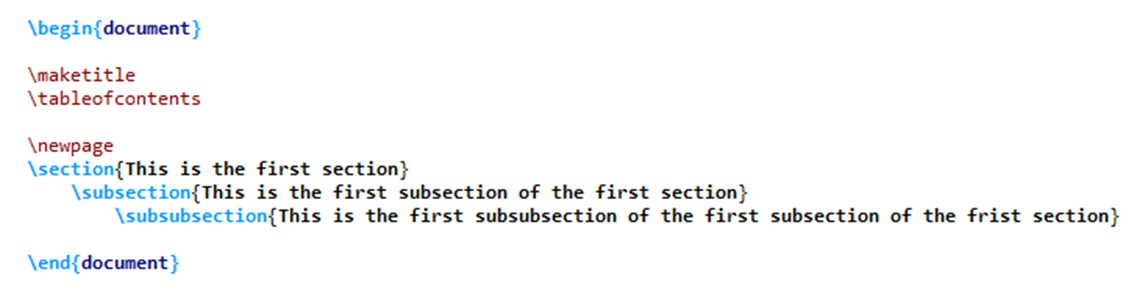 \begin{document}
\maketitle
\tableofcontents
\newpage
\section{This is the first section}
\subsection{This is the first subsection of the first section}
\subsubsection{This is the first subsubsection of the first subsection of the frist section}
\end{document}